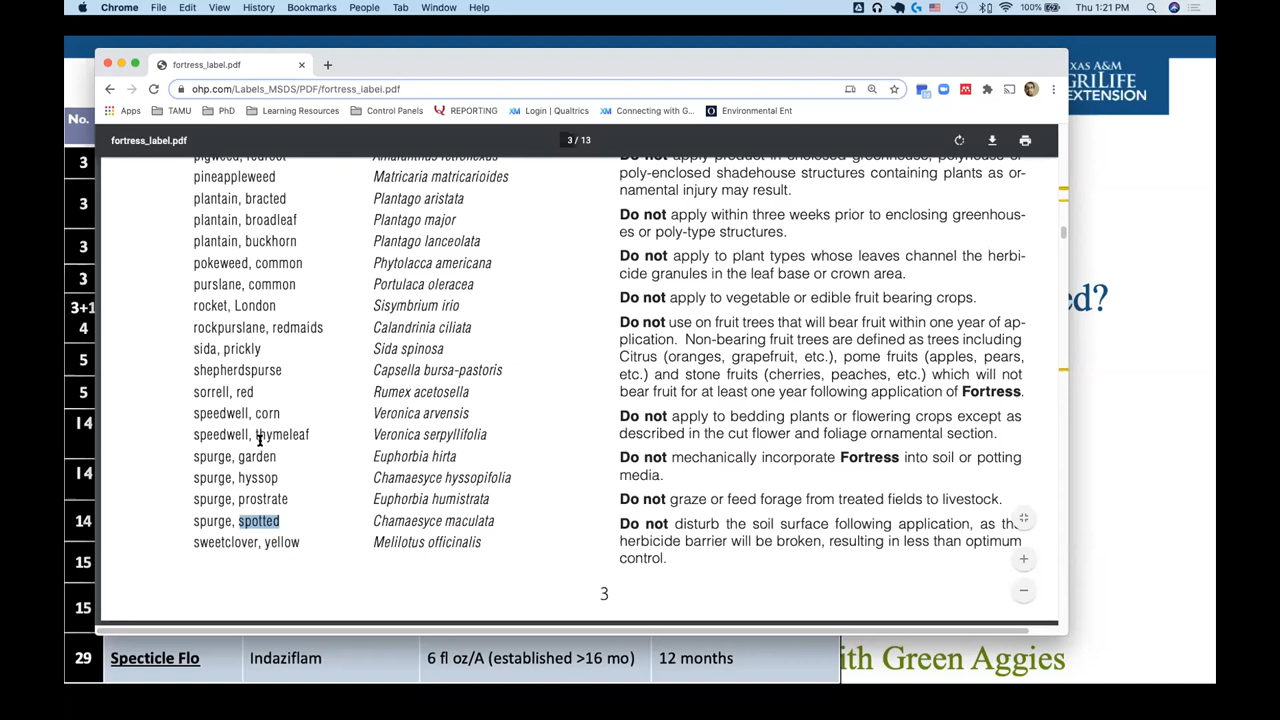 Chrome File Edit View History Bookmarks People Tab Window Help 100% Thu 1:21 PM
fortress_label.pdf
ohp.com/Labels_MSDS/PDF/fortress_label.pdf
Apps TAMU PhD Learning Resources Control Panels REPORTING Login | Qualtrics Connecting with G... Environmental Ent
fortress_label.pdf 3 / 13
pigweed, redroot Amaranthus retroflexus
pineappleweed Matricaria matricarioides
plantain, bracted Plantago aristata
plantain, broadleaf Plantago major
plantain, buckhorn Plantago lanceolata
pokeweed, common Phytolacca americana
purslane, common Portulaca oleracea
rocket, London Sisymbrium irio
rockpurslane, redmaids Calandrinia ciliata
sida, prickly Sida spinosa
shepherdspurse Capsella bursa-pastoris
sorrell, red Rumex acetosella
speedwell, corn Veronica arvensis
speedwell, thymeleaf Veronica serpyllifolia
spurge, garden Euphorbia hirta
spurge, hyssop Chamaesyce hyssopifolia
spurge, prostrate Euphorbia humistrata
spurge, spotted Chamaesyce maculata
sweetclover, yellow Melilotus officinalis
Do not apply product in enclosed greenhouse, polyhouse or
poly-enclosed shadehouse structures containing plants as or-
namental injury may result.
Do not apply within three weeks prior to enclosing greenhous-
es or poly-type structures.
Do not apply to plant types whose leaves channel the herbi-
cide granules in the leaf base or crown area.
Do not apply to vegetable or edible fruit bearing crops.
Do not use on fruit trees that will bear fruit within one year of ap-
plication. Non-bearing fruit trees are defined as trees including
Citrus (oranges, grapefruit, etc.), pome fruits (apples, pears,
etc.) and stone fruits (cherries, peaches, etc.) which will not
bear fruit for at least one year following application of Fortress.
Do not apply to bedding plants or flowering crops except as
described in the cut flower and foliage ornamental section.
Do not mechanically incorporate Fortress into soil or potting
media.
Do not graze or feed forage from treated fields to livestock.
Do not disturb the soil surface following application, as the
herbicide barrier will be broken, resulting in less than optimum
control.
3
No.
3
3
3
3
3+1
4
5
5
14
14
14
15
15
29 Specticle Flo Indaziflam 6 fl oz/A (established >16 mo) 12 months
XAS A&M
GRILIFE
EXTENSION
ed?
ith Green Aggies